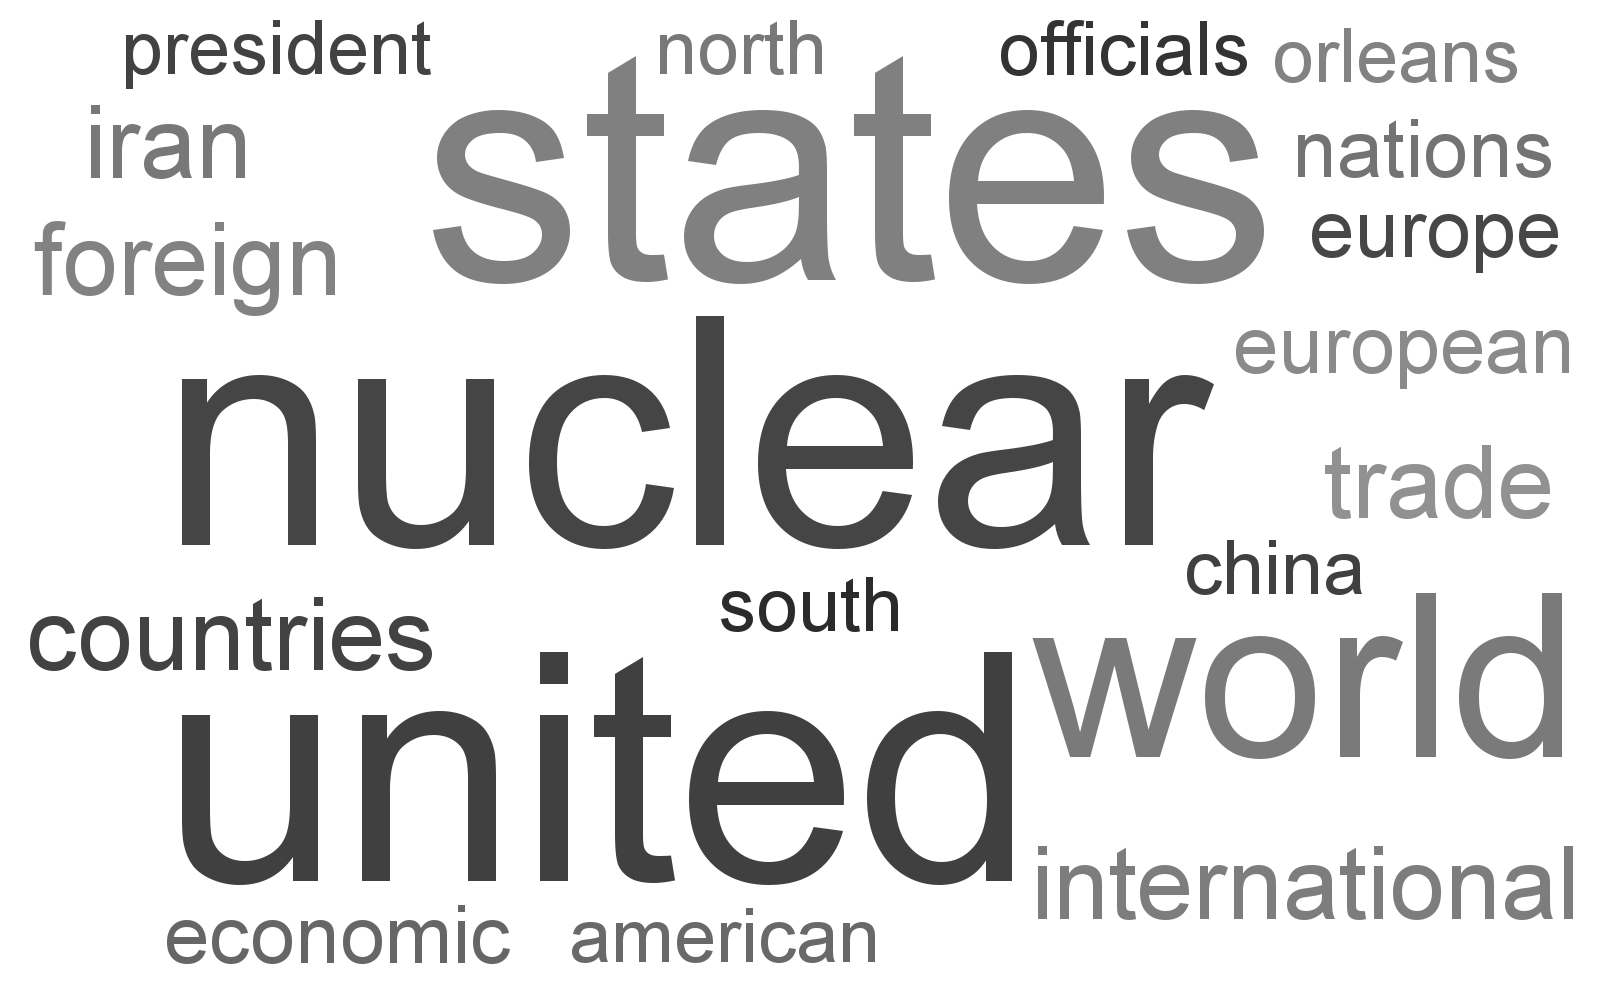 president north officials orleans
iran states nations
foreign europe
nuclear european
trade
china
countries south
united world
international
economic american